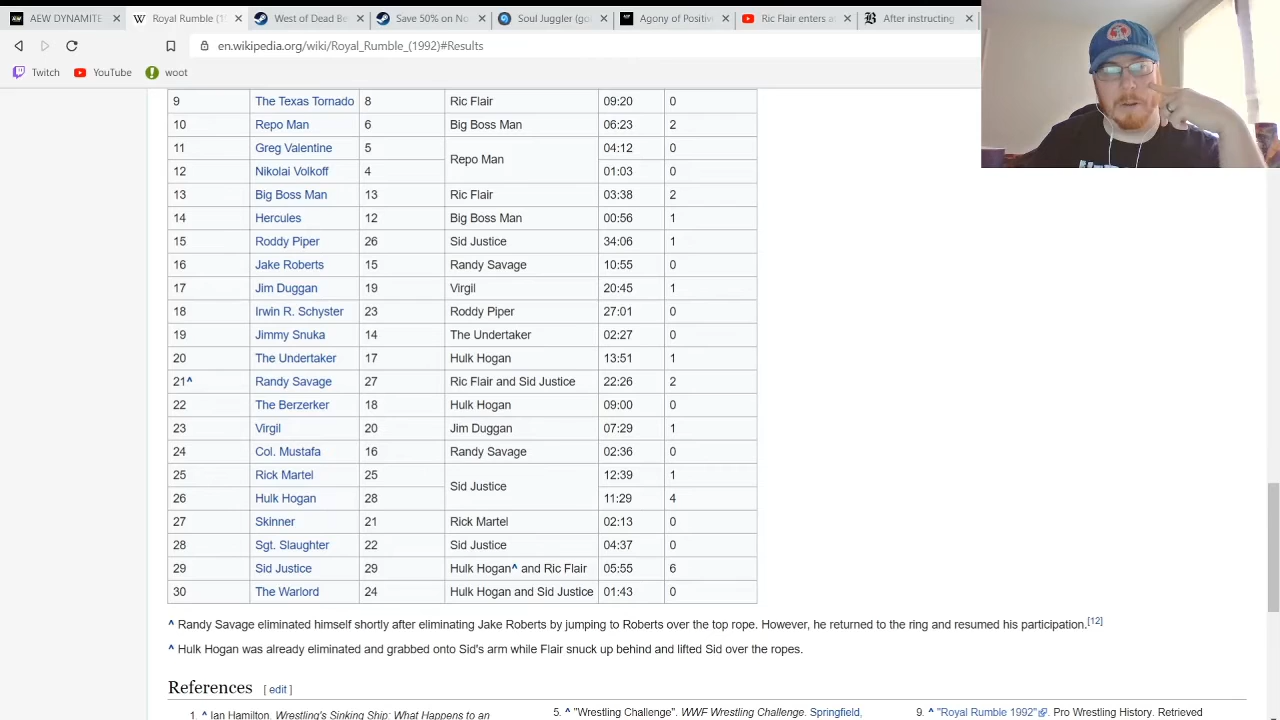 AEW DYNAMITE
Royal Rumble (1
West of Dead Be
Save 50% on No
Soul Juggler (go
Agony of Positiv
Ric Flair enters a
After instructing
en.wikipedia.org/wiki/Royal_Rumble_(1992)#Results
Twitch YouTube woot
9 The Texas Tornado 8 Ric Flair 09:20 0
10 Repo Man 6 Big Boss Man 06:23 2
11 Greg Valentine 5 Repo Man 04:12 0
12 Nikolai Volkoff 4 01:03 0
13 Big Boss Man 13 Ric Flair 03:38 2
14 Hercules 12 Big Boss Man 00:56 1
15 Roddy Piper 26 Sid Justice 34:06 1
16 Jake Roberts 15 Randy Savage 10:55 0
17 Jim Duggan 19 Virgil 20:45 1
18 Irwin R. Schyster 23 Roddy Piper 27:01 0
19 Jimmy Snuka 14 The Undertaker 02:27 0
20 The Undertaker 17 Hulk Hogan 13:51 1
21^ Randy Savage 27 Ric Flair and Sid Justice 22:26 2
22 The Berzerker 18 Hulk Hogan 09:00 0
23 Virgil 20 Jim Duggan 07:29 1
24 Col. Mustafa 16 Randy Savage 02:36 0
25 Rick Martel 25 Sid Justice 12:39 1
26 Hulk Hogan 28 11:29 4
27 Skinner 21 Rick Martel 02:13 0
28 Sgt. Slaughter 22 Sid Justice 04:37 0
29 Sid Justice 29 Hulk Hogan^ and Ric Flair 05:55 6
30 The Warlord 24 Hulk Hogan and Sid Justice 01:43 0
^ Randy Savage eliminated himself shortly after eliminating Jake Roberts by jumping to Roberts over the top rope. However, he returned to the ring and resumed his participation.[12]
^ Hulk Hogan was already eliminated and grabbed onto Sid's arm while Flair snuck up behind and lifted Sid over the ropes.
References [ edit ]
1. ^ Ian Hamilton. Wrestling's Sinking Ship: What Happens to an
5. ^ "Wrestling Challenge". WWF Wrestling Challenge. Springfield,
9. ^ "Royal Rumble 1992". Pro Wrestling History. Retrieved